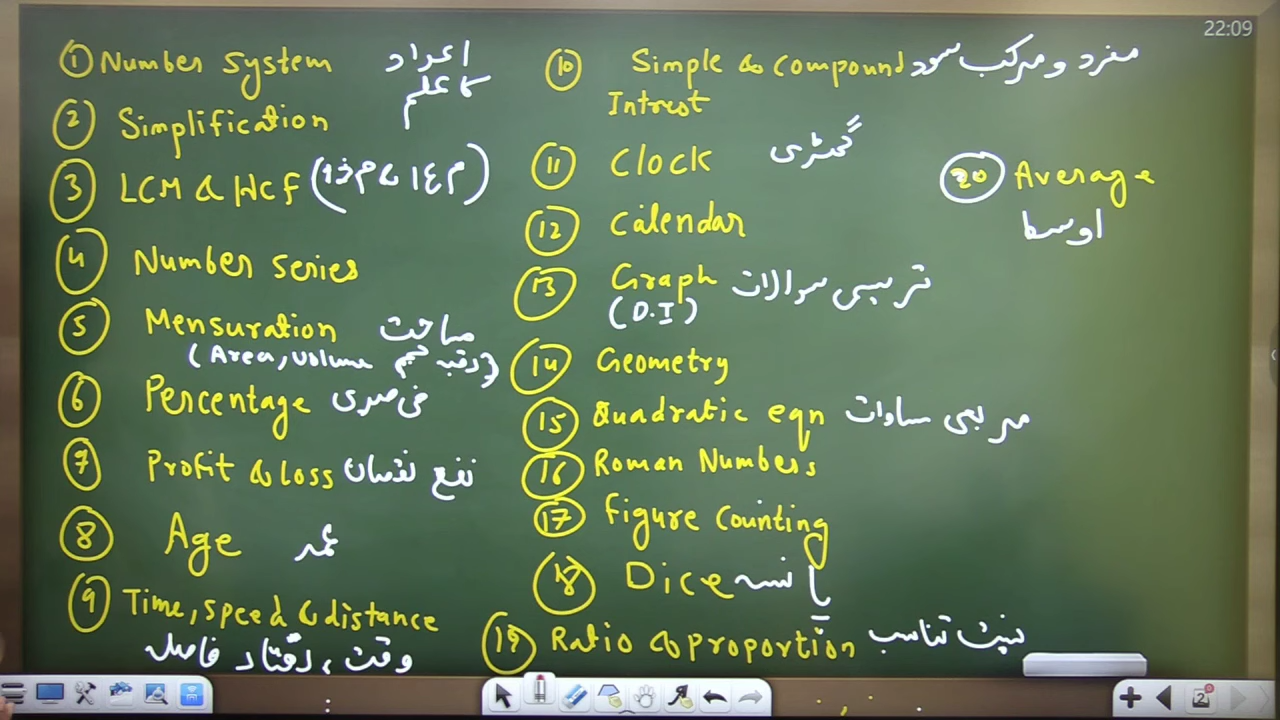 22:09
① Number System اعداد
کا علم
② Simplification
③ LCM & HCF (م ع ا & م ذ ا)
④ Number series
⑤ Mensuration مساحت
(Area, volume رقبہ حجم)
⑥ Percentage فی صدی
⑦ Profit & Loss نفع نقصان
⑧ Age عمر
⑨ Time, speed & distance
وقت، رفتار فاصلہ
⑩ Simple & compound مفرد و مرکب سود
Intrest
⑪ Clock گھڑی
⑫ Calendar
⑬ Graph ترسیمی سوالات
(D.I)
⑭ Geometry
⑮ Quadratic eqn مربعی مساوات
⑯ Roman Numbers
⑰ Figure Counting
⑱ Dice پانسہ
⑲ Ratio & proportion نسبت تناسب
⑳ Average
اوسط
2